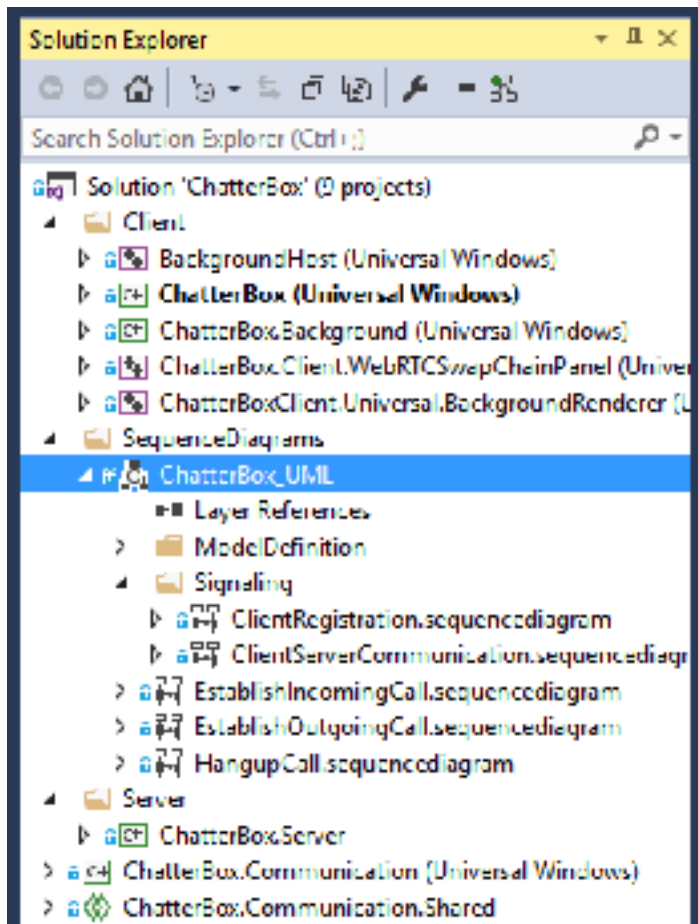 Solution Explorer
Search Solution Explorer (Ctrl+;)
Solution 'ChatterBox' (9 projects)
Client
BackgroundHost (Universal Windows)
ChatterBox (Universal Windows)
ChatterBox.Background (Universal Windows)
ChatterBox.Client.WebRTCSwapChainPanel (Univer
ChatterBoxClient.Universal.BackgroundRenderer (U
SequenceDiagrams
ChatterBox_UML
Layer References
ModelDefinition
Signaling
ClientRegistration.sequencediagram
ClientServerCommunication.sequencediagr
EstablishIncomingCall.sequencediagram
EstablishOutgoingCall.sequencediagram
HangupCall.sequencediagram
Server
ChatterBox.Server
ChatterBox.Communication (Universal Windows)
ChatterBox.Communication.Shared